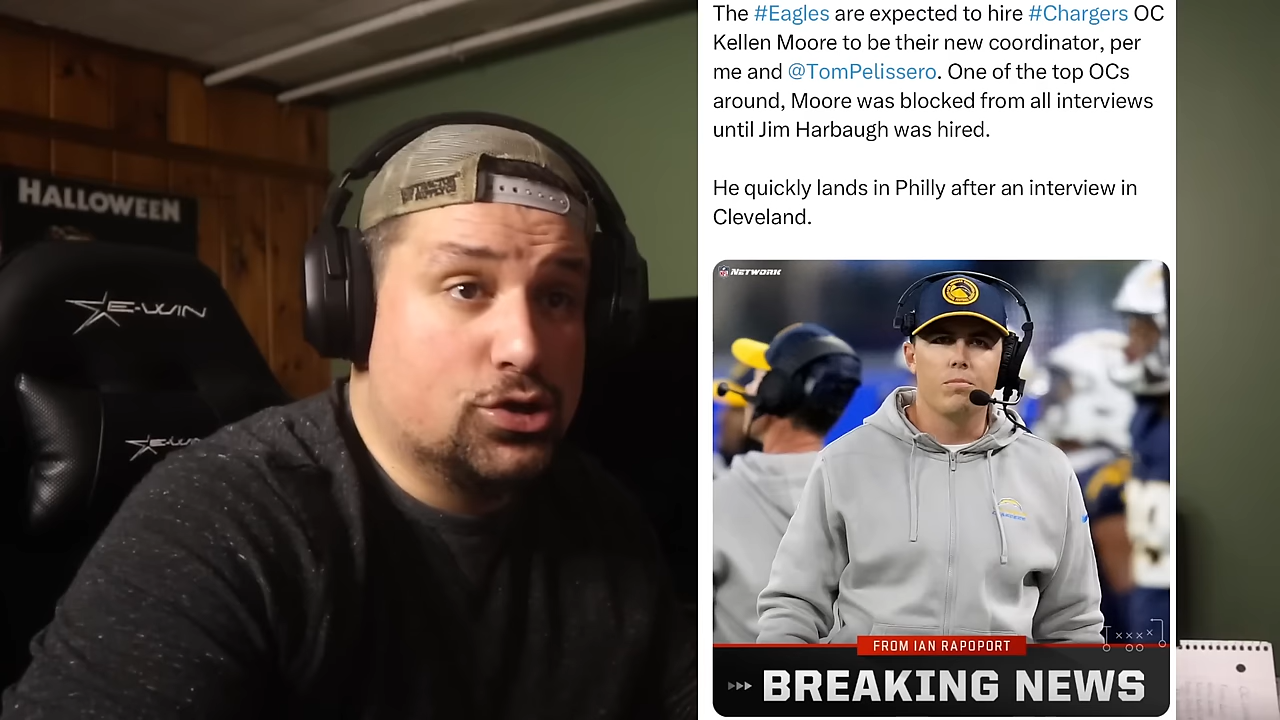 The #Eagles are expected to hire #Chargers OC
Kellen Moore to be their new coordinator, per
me and @TomPelissero. One of the top OCs
around, Moore was blocked from all interviews
until Jim Harbaugh was hired.
He quickly lands in Philly after an interview in
Cleveland.
NETWORK
HALLOWEEN
E-WIN
FROM IAN RAPOPORT
BREAKING NEWS